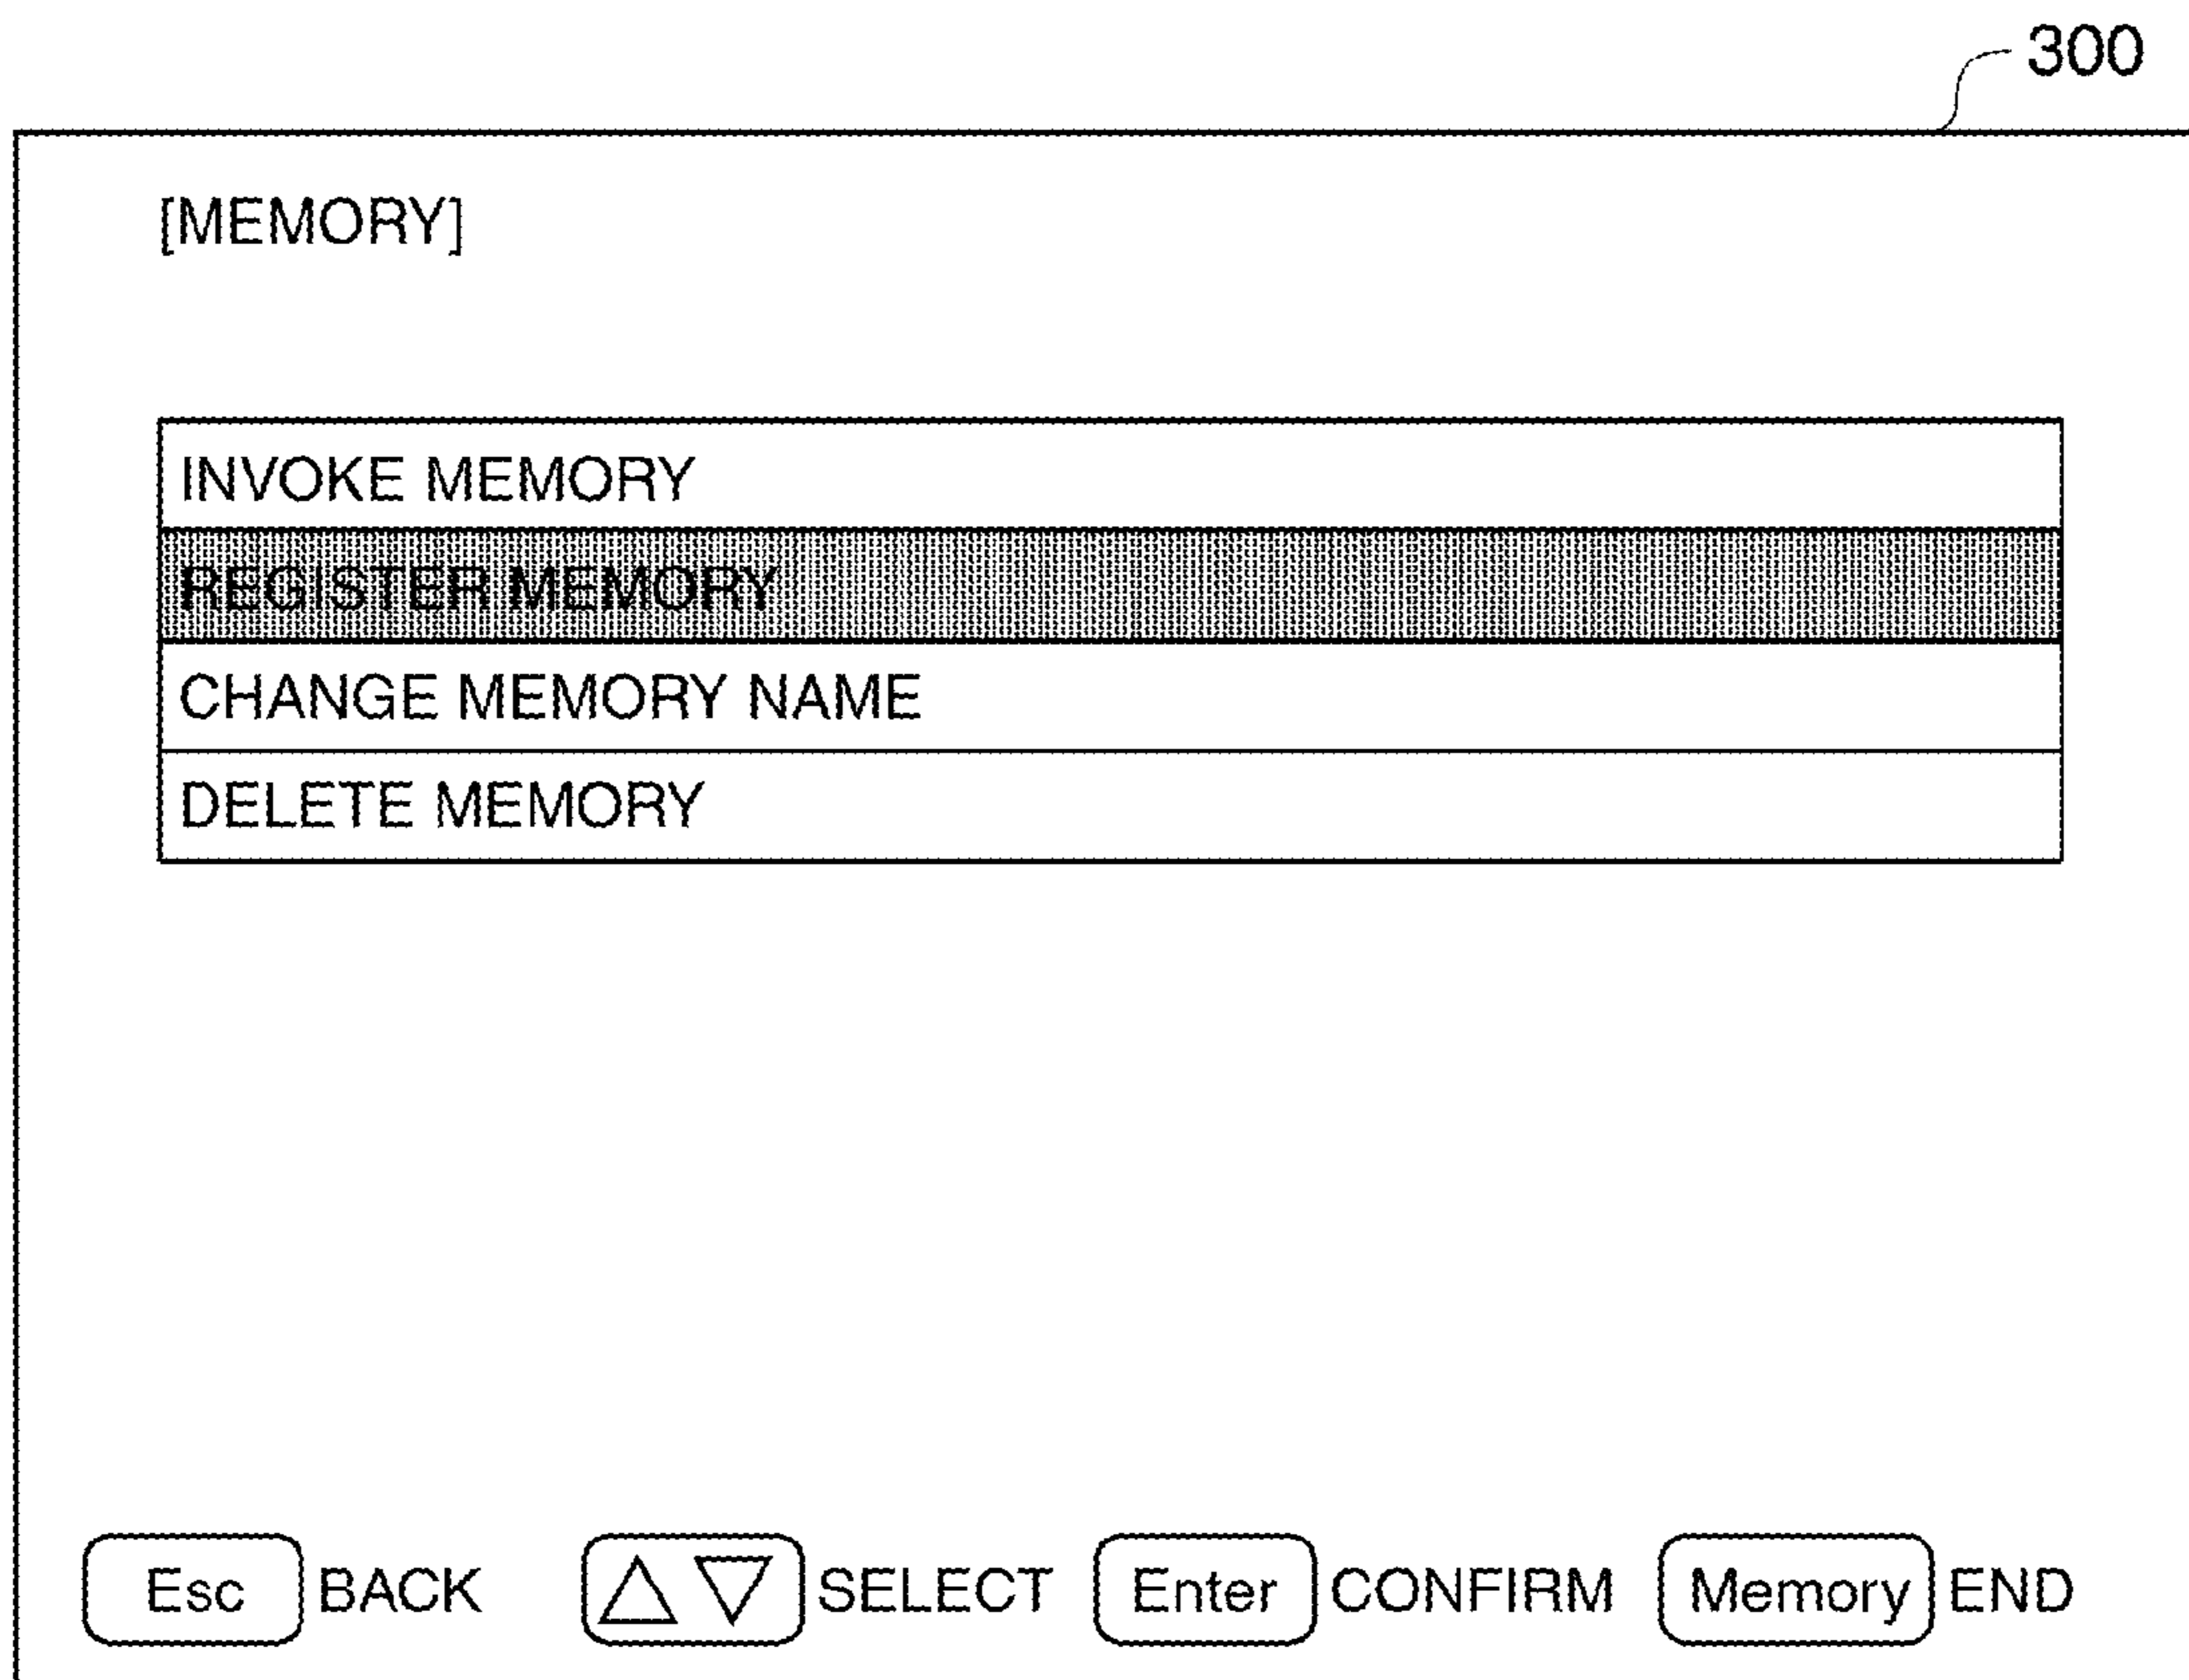 300
[MEMORY]
INVOKE MEMORY
REGISTER MEMORY
CHANGE MEMORY NAME
DELETE MEMORY
Esc BACK △▽ SELECT Enter CONFIRM Memory END